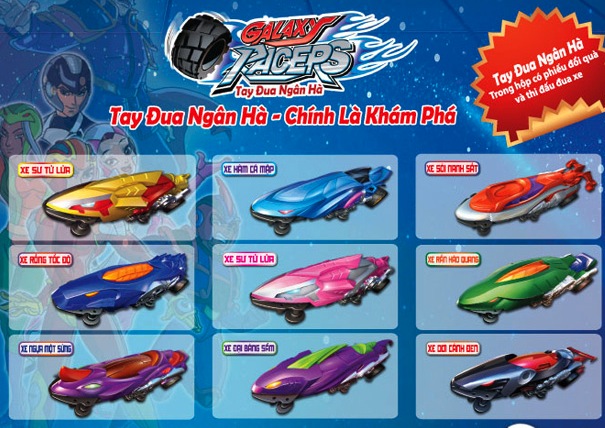 GALAXY
RACERS
Tay Đua Ngân Hà
Tay Đua Ngân Hà
Trong hộp có phiếu đổi quà
và thi đấu đua xe
Tay Đua Ngân Hà - Chính Là Khám Phá
XE SƯ TỬ LỬA
XE HÀM CÁ MẬP
XE SÓI MANH SÁT
XE RỒNG TỐC ĐỘ
XE SƯ TỬ LỬA
XE RẮN HÀO QUANG
XE NGỰA MỘT SỪNG
XE ĐẠI BÀNG SẤM
XE DƠI CÁNH ĐEN